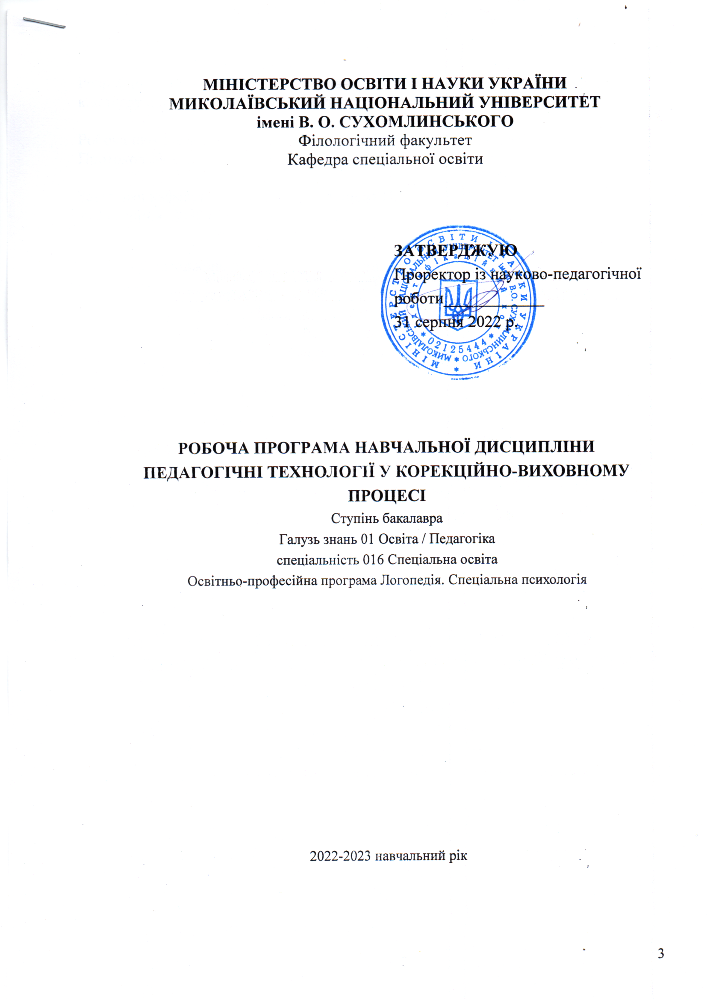 МІНІСТЕРСТВО ОСВІТИ І НАУКИ УКРАЇНИ
МИКОЛАЇВСЬКИЙ НАЦІОНАЛЬНИЙ УНІВЕРСИТЕТ
імені В. О. СУХОМЛИНСЬКОГО
Філологічний факультет
Кафедра спеціальної освіти
ЗАТВЕРДЖУЮ
Проректор із науково-педагогічної
роботи____________
31 серпня 2022 р.
МІНІСТЕРСТВО ОСВІТИ І НАУКИ УКРАЇНИ
МИКОЛАЇВСЬКИЙ НАЦІОНАЛЬНИЙ УНІВЕРСИТЕТ імені В.О. СУХОМЛИНСЬКОГО
Ідентифікаційний код
* 02125444 *
РОБОЧА ПРОГРАМА НАВЧАЛЬНОЇ ДИСЦИПЛІНИ
ПЕДАГОГІЧНІ ТЕХНОЛОГІЇ У КОРЕКЦІЙНО-ВИХОВНОМУ
ПРОЦЕСІ
Ступінь бакалавра
Галузь знань 01 Освіта / Педагогіка
спеціальність 016 Спеціальна освіта
Освітньо-професійна програма Логопедія. Спеціальна психологія
2022-2023 навчальний рік
3